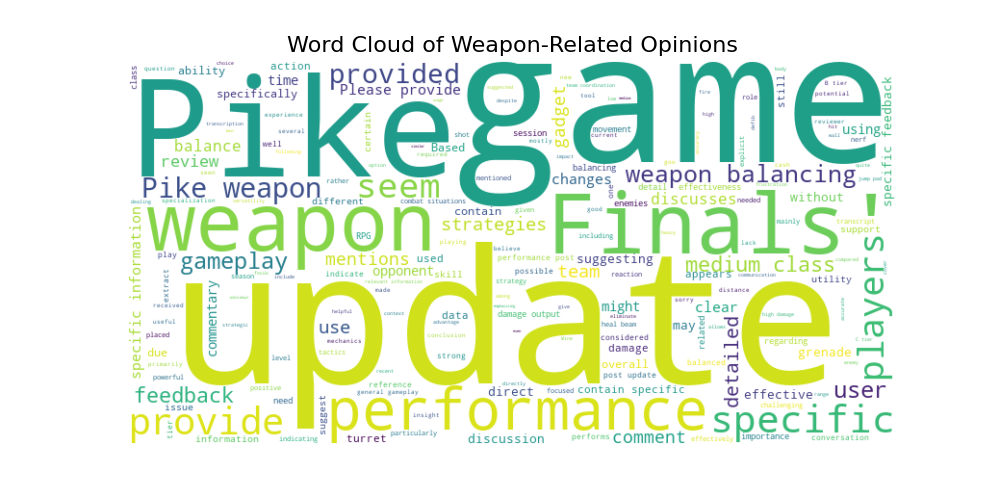 Word Cloud of Weapon-Related Opinions
Pike
game
update
weapon
Finals'
performance
provide
specific
players'
Pike weapon
seem
provided
Please provide
weapon balancing
gameplay
mentions
strategies
medium class
feedback
user
detailed
gadget
team
use
comment
balance
review
ability
time
specifically
action
question
class
choice
experience
transcription
several
well
certain
Based
shot
required
session
mostly
current
mentioned
movement
tool
team coordination
despite
suggested
balancing
impact
changes
enemies
one
detail
effectiveness
discusses
needed
explicit
role
high
fire
still
B tier
potential
reviewer
nerf
using
specific feedback
jump pad
without
mainly
transcript
support
lack
good
including
suggesting
given
contain
combat situations
rather
different
option
specialization
dealing
RPG
used
opponent
skill
indicate
relevant information
season
include
play
extract
received
useful
placed
due
primarily
powerful
issue
positive
need
level
commentary
strategic
specific information
information
indicating
tier
turret
suggest
general gameplay
reference
tactics
mechanics
helpful
made
connect
data
advantage
conclusion
strong
recent
insight
particularly
discussion
directly
direct
focused
performs
contain specific
post update
considered
damage
heal beam
eliminate
might
give
damage output
possible
strategy
performance post
believe
playing
reaction
appears
communication
sorry
distance
clear
may
related
overall
balanced
effective
challenging
importance
effectively
conversation
range
grenade
regarding
high damage
C tier
allows
utility
accurate
enemy